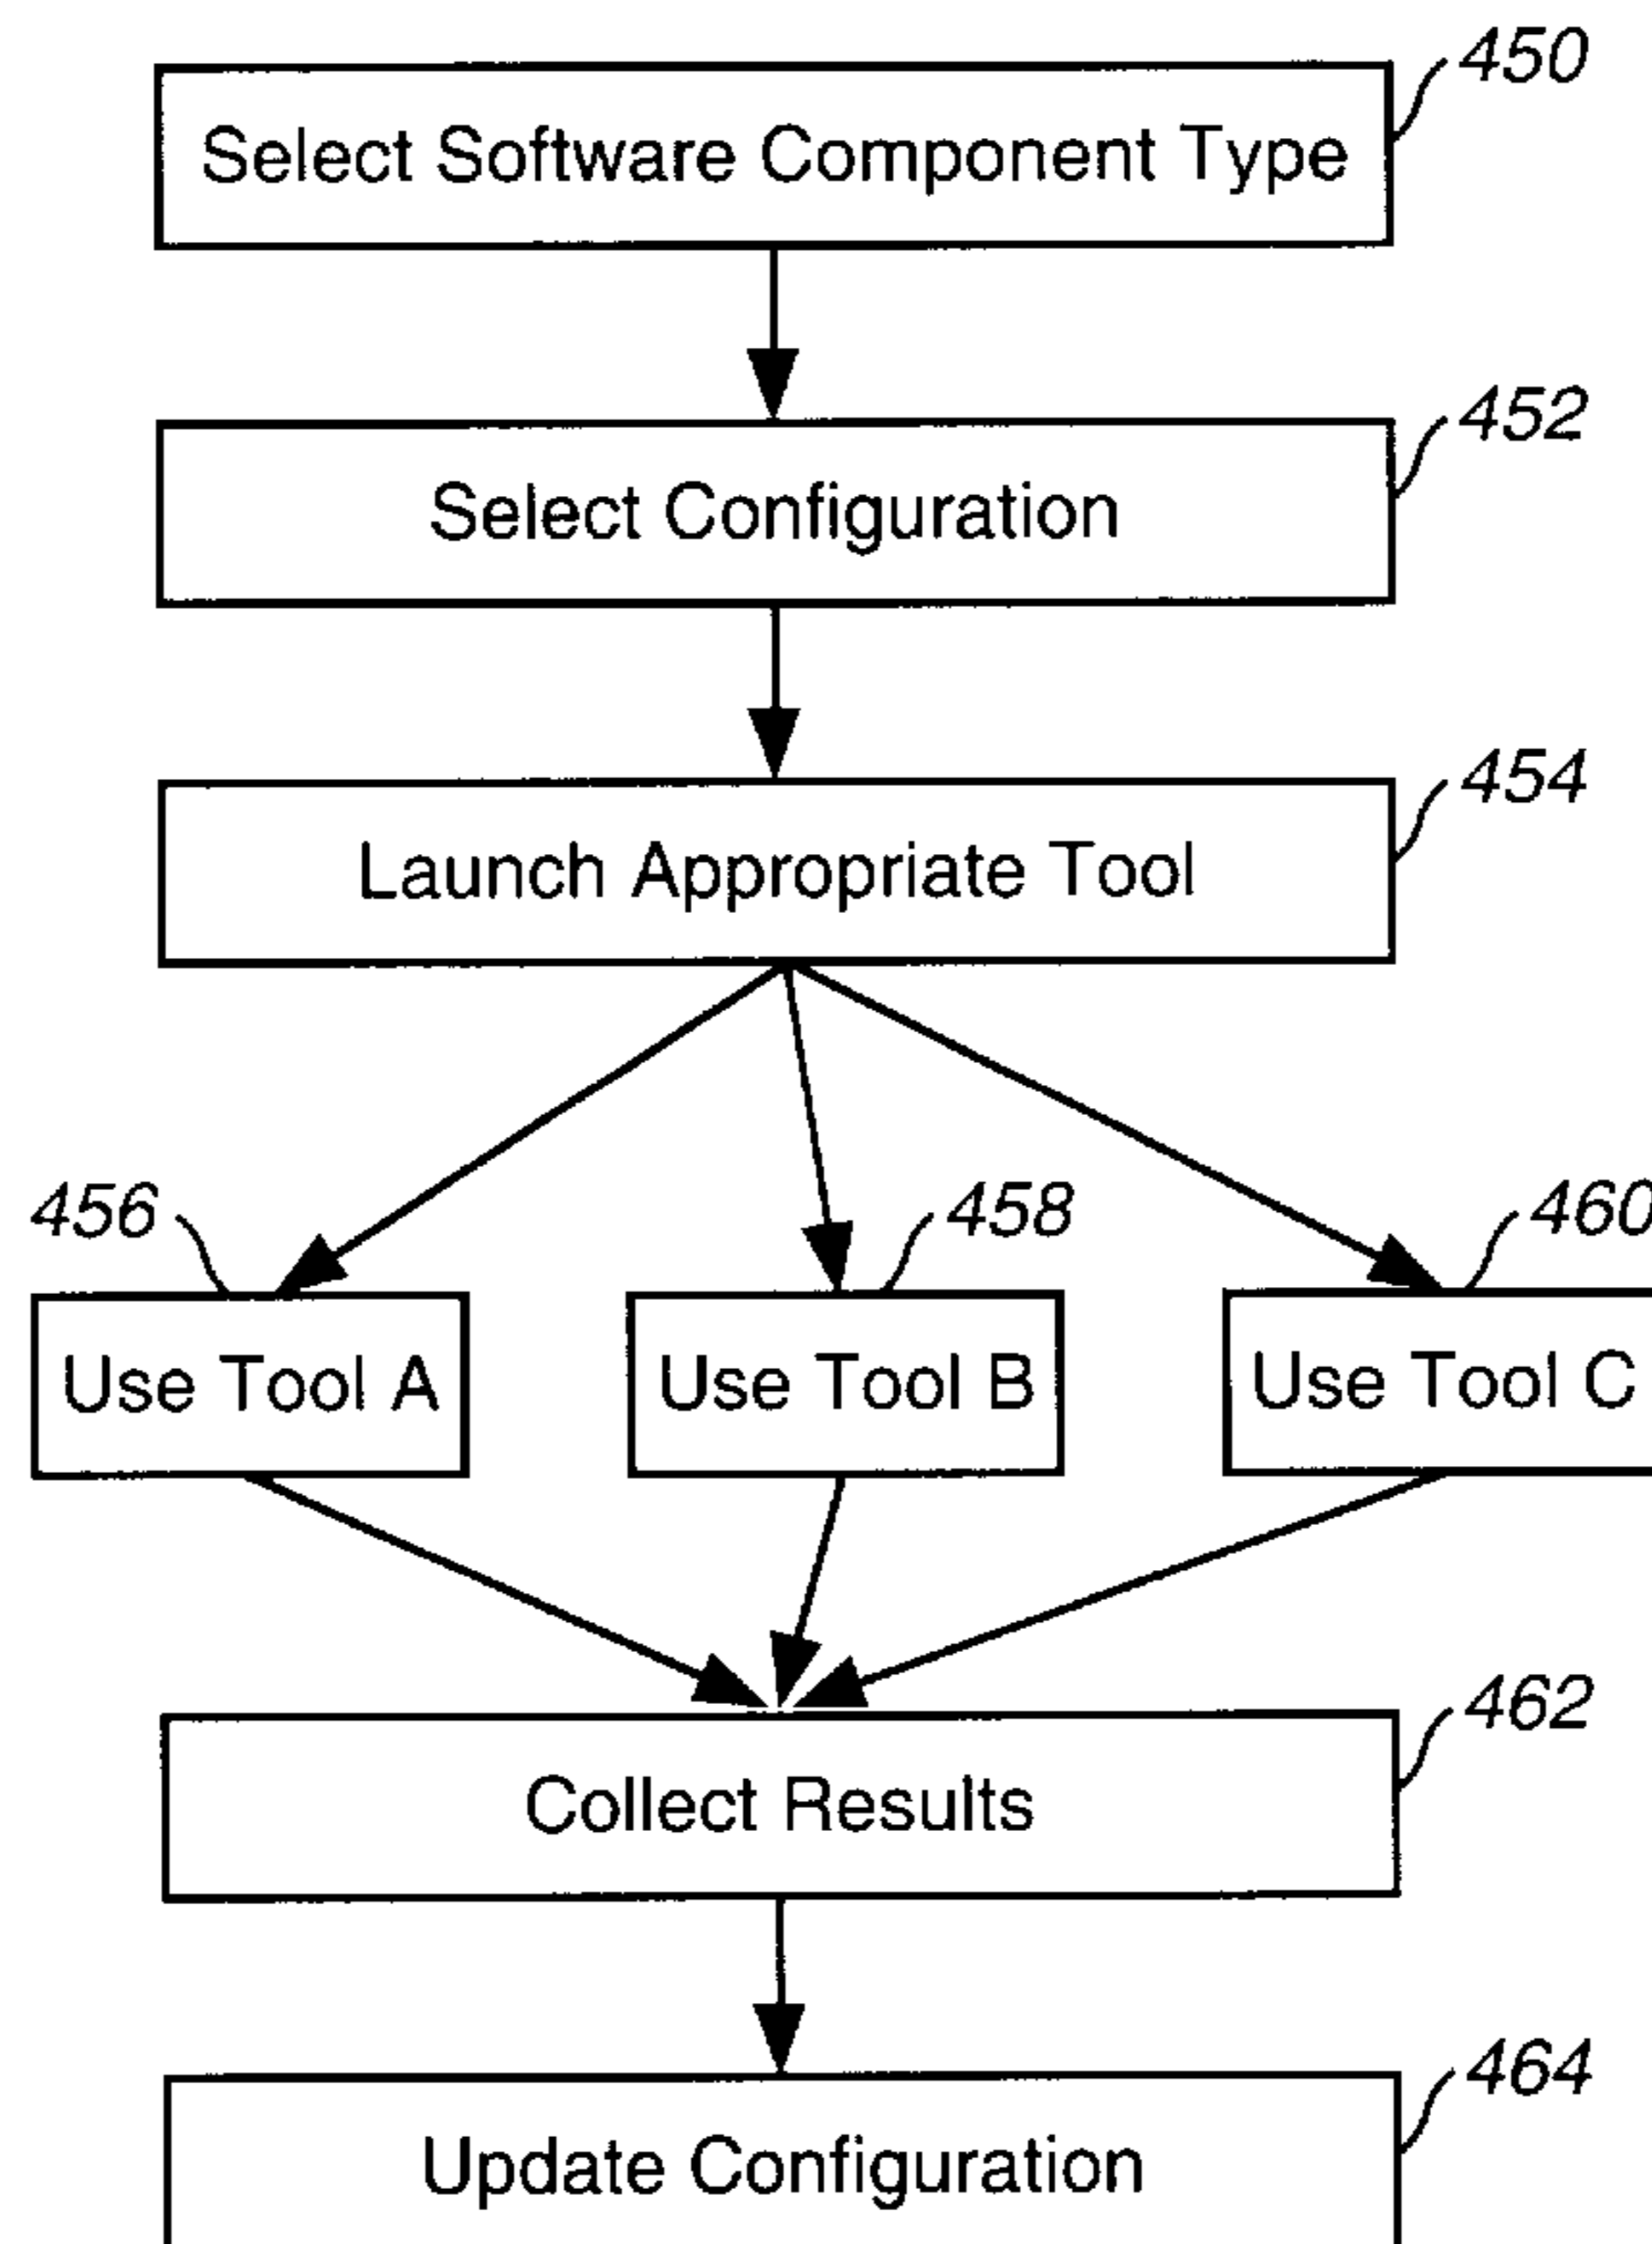 450
Select Software Component Type
452
Select Configuration
454
Launch Appropriate Tool
456
458
460
Use Tool A
Use Tool B
Use Tool C
462
Collect Results
464
Update Configuration